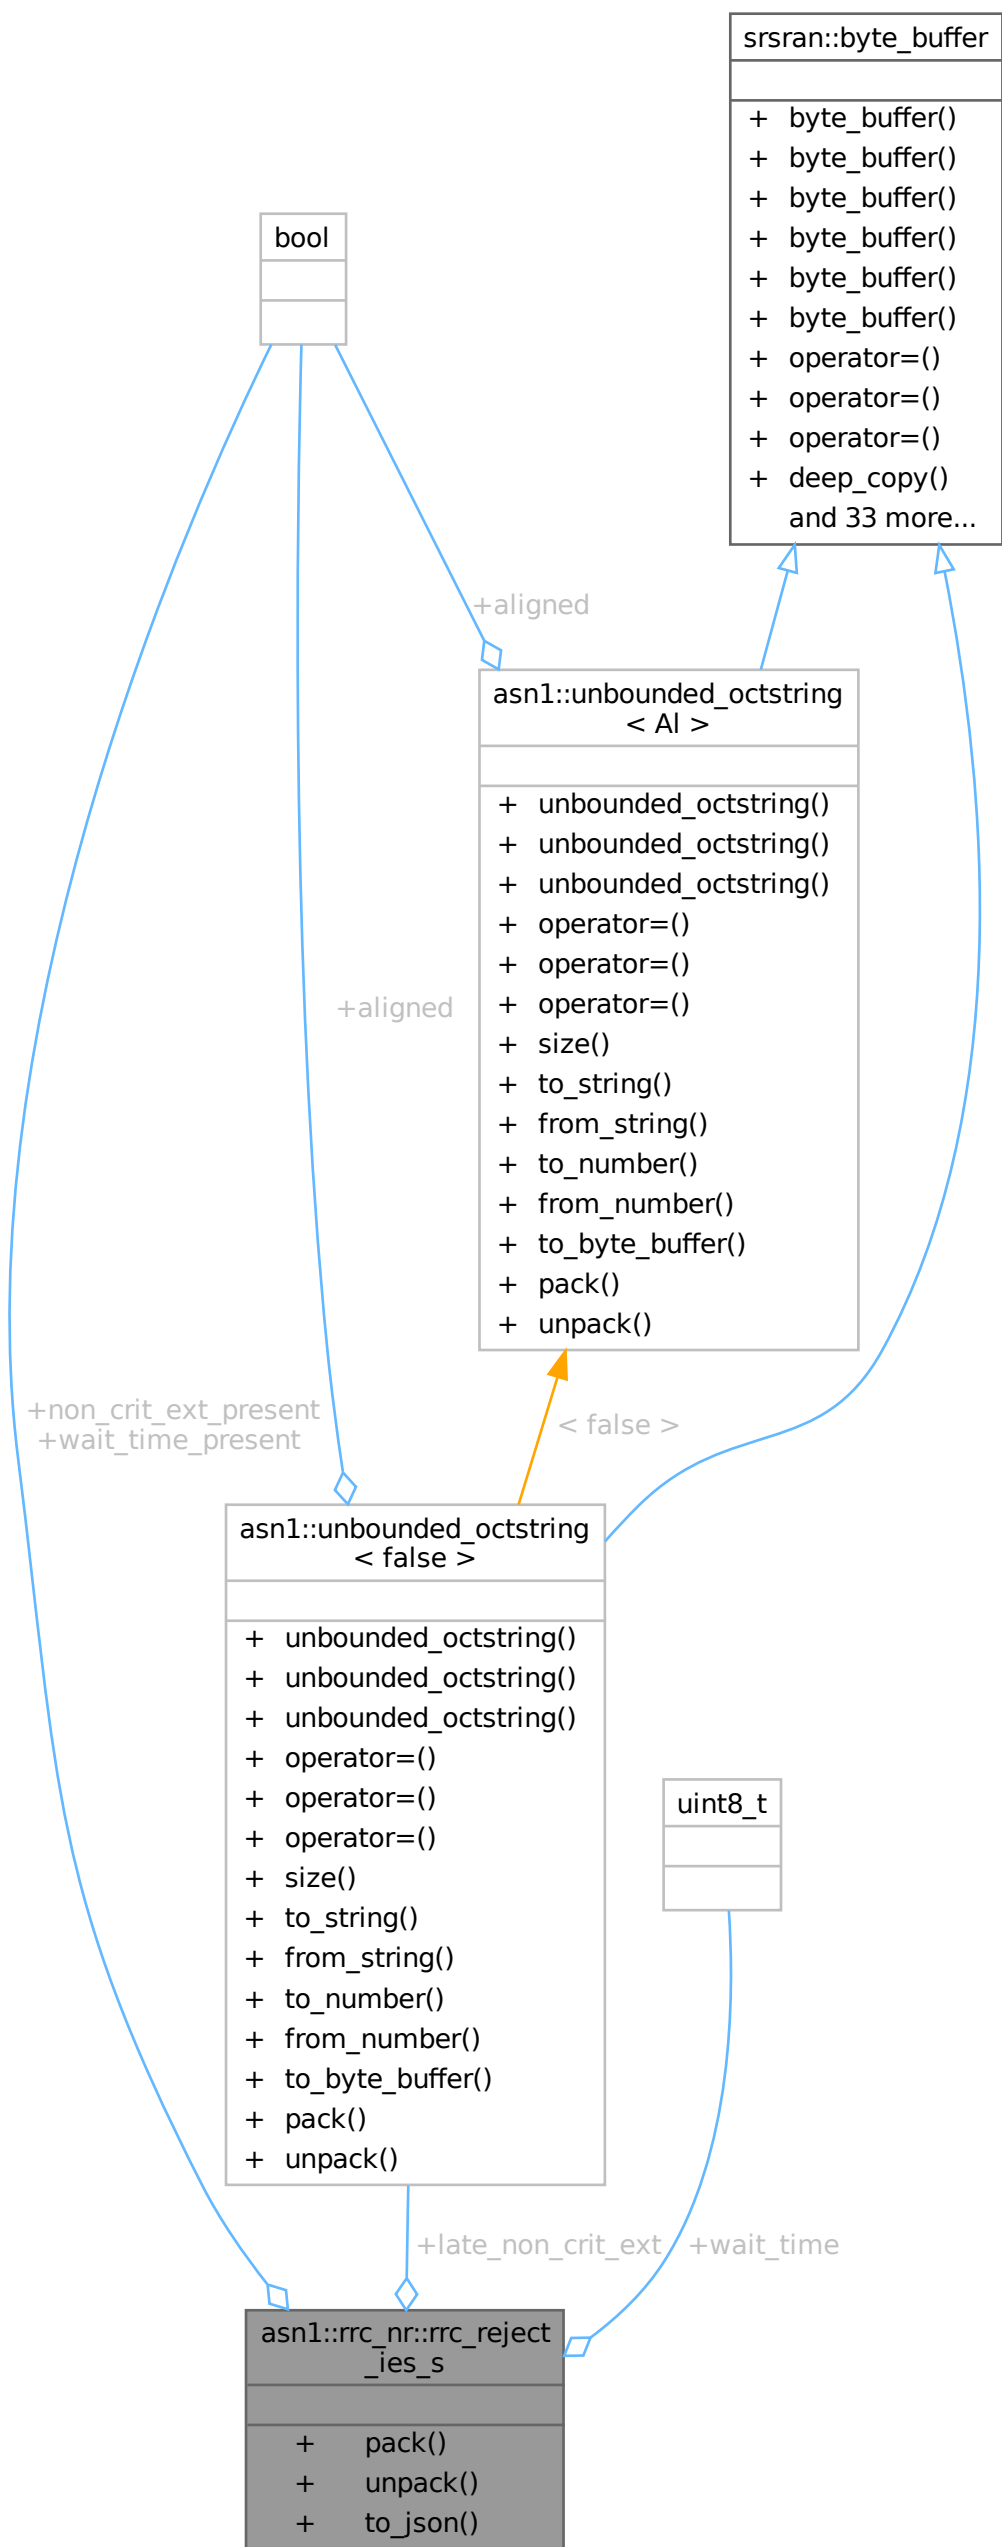 srsran::byte_buffer
+ byte_buffer()
+ byte_buffer()
+ byte_buffer()
+ byte_buffer()
+ byte_buffer()
+ byte_buffer()
+ operator=()
+ operator=()
+ operator=()
+ deep_copy()
and 33 more...
bool
+aligned
asn1::unbounded_octstring
< Al >
+ unbounded_octstring()
+ unbounded_octstring()
+ unbounded_octstring()
+ operator=()
+ operator=()
+ operator=()
+ size()
+ to_string()
+ from_string()
+ to_number()
+ from_number()
+ to_byte_buffer()
+ pack()
+ unpack()
+aligned
+non_crit_ext_present
+wait_time_present
< false >
asn1::unbounded_octstring
< false >
+ unbounded_octstring()
+ unbounded_octstring()
+ unbounded_octstring()
+ operator=()
+ operator=()
+ operator=()
+ size()
+ to_string()
+ from_string()
+ to_number()
+ from_number()
+ to_byte_buffer()
+ pack()
+ unpack()
uint8_t
+late_non_crit_ext
+wait_time
asn1::rrc_nr::rrc_reject
_ies_s
+ pack()
+ unpack()
+ to_json()